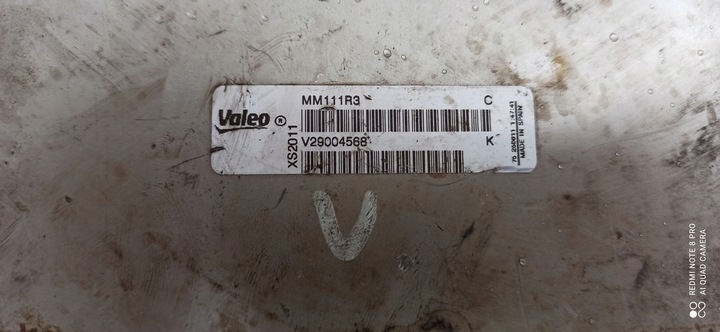 Valeo ®
XS2011
MM111R3 C
V29004568 K
MADE IN SPAIN
V
REDMI NOTE 8 PRO
AI QUAD CAMERA